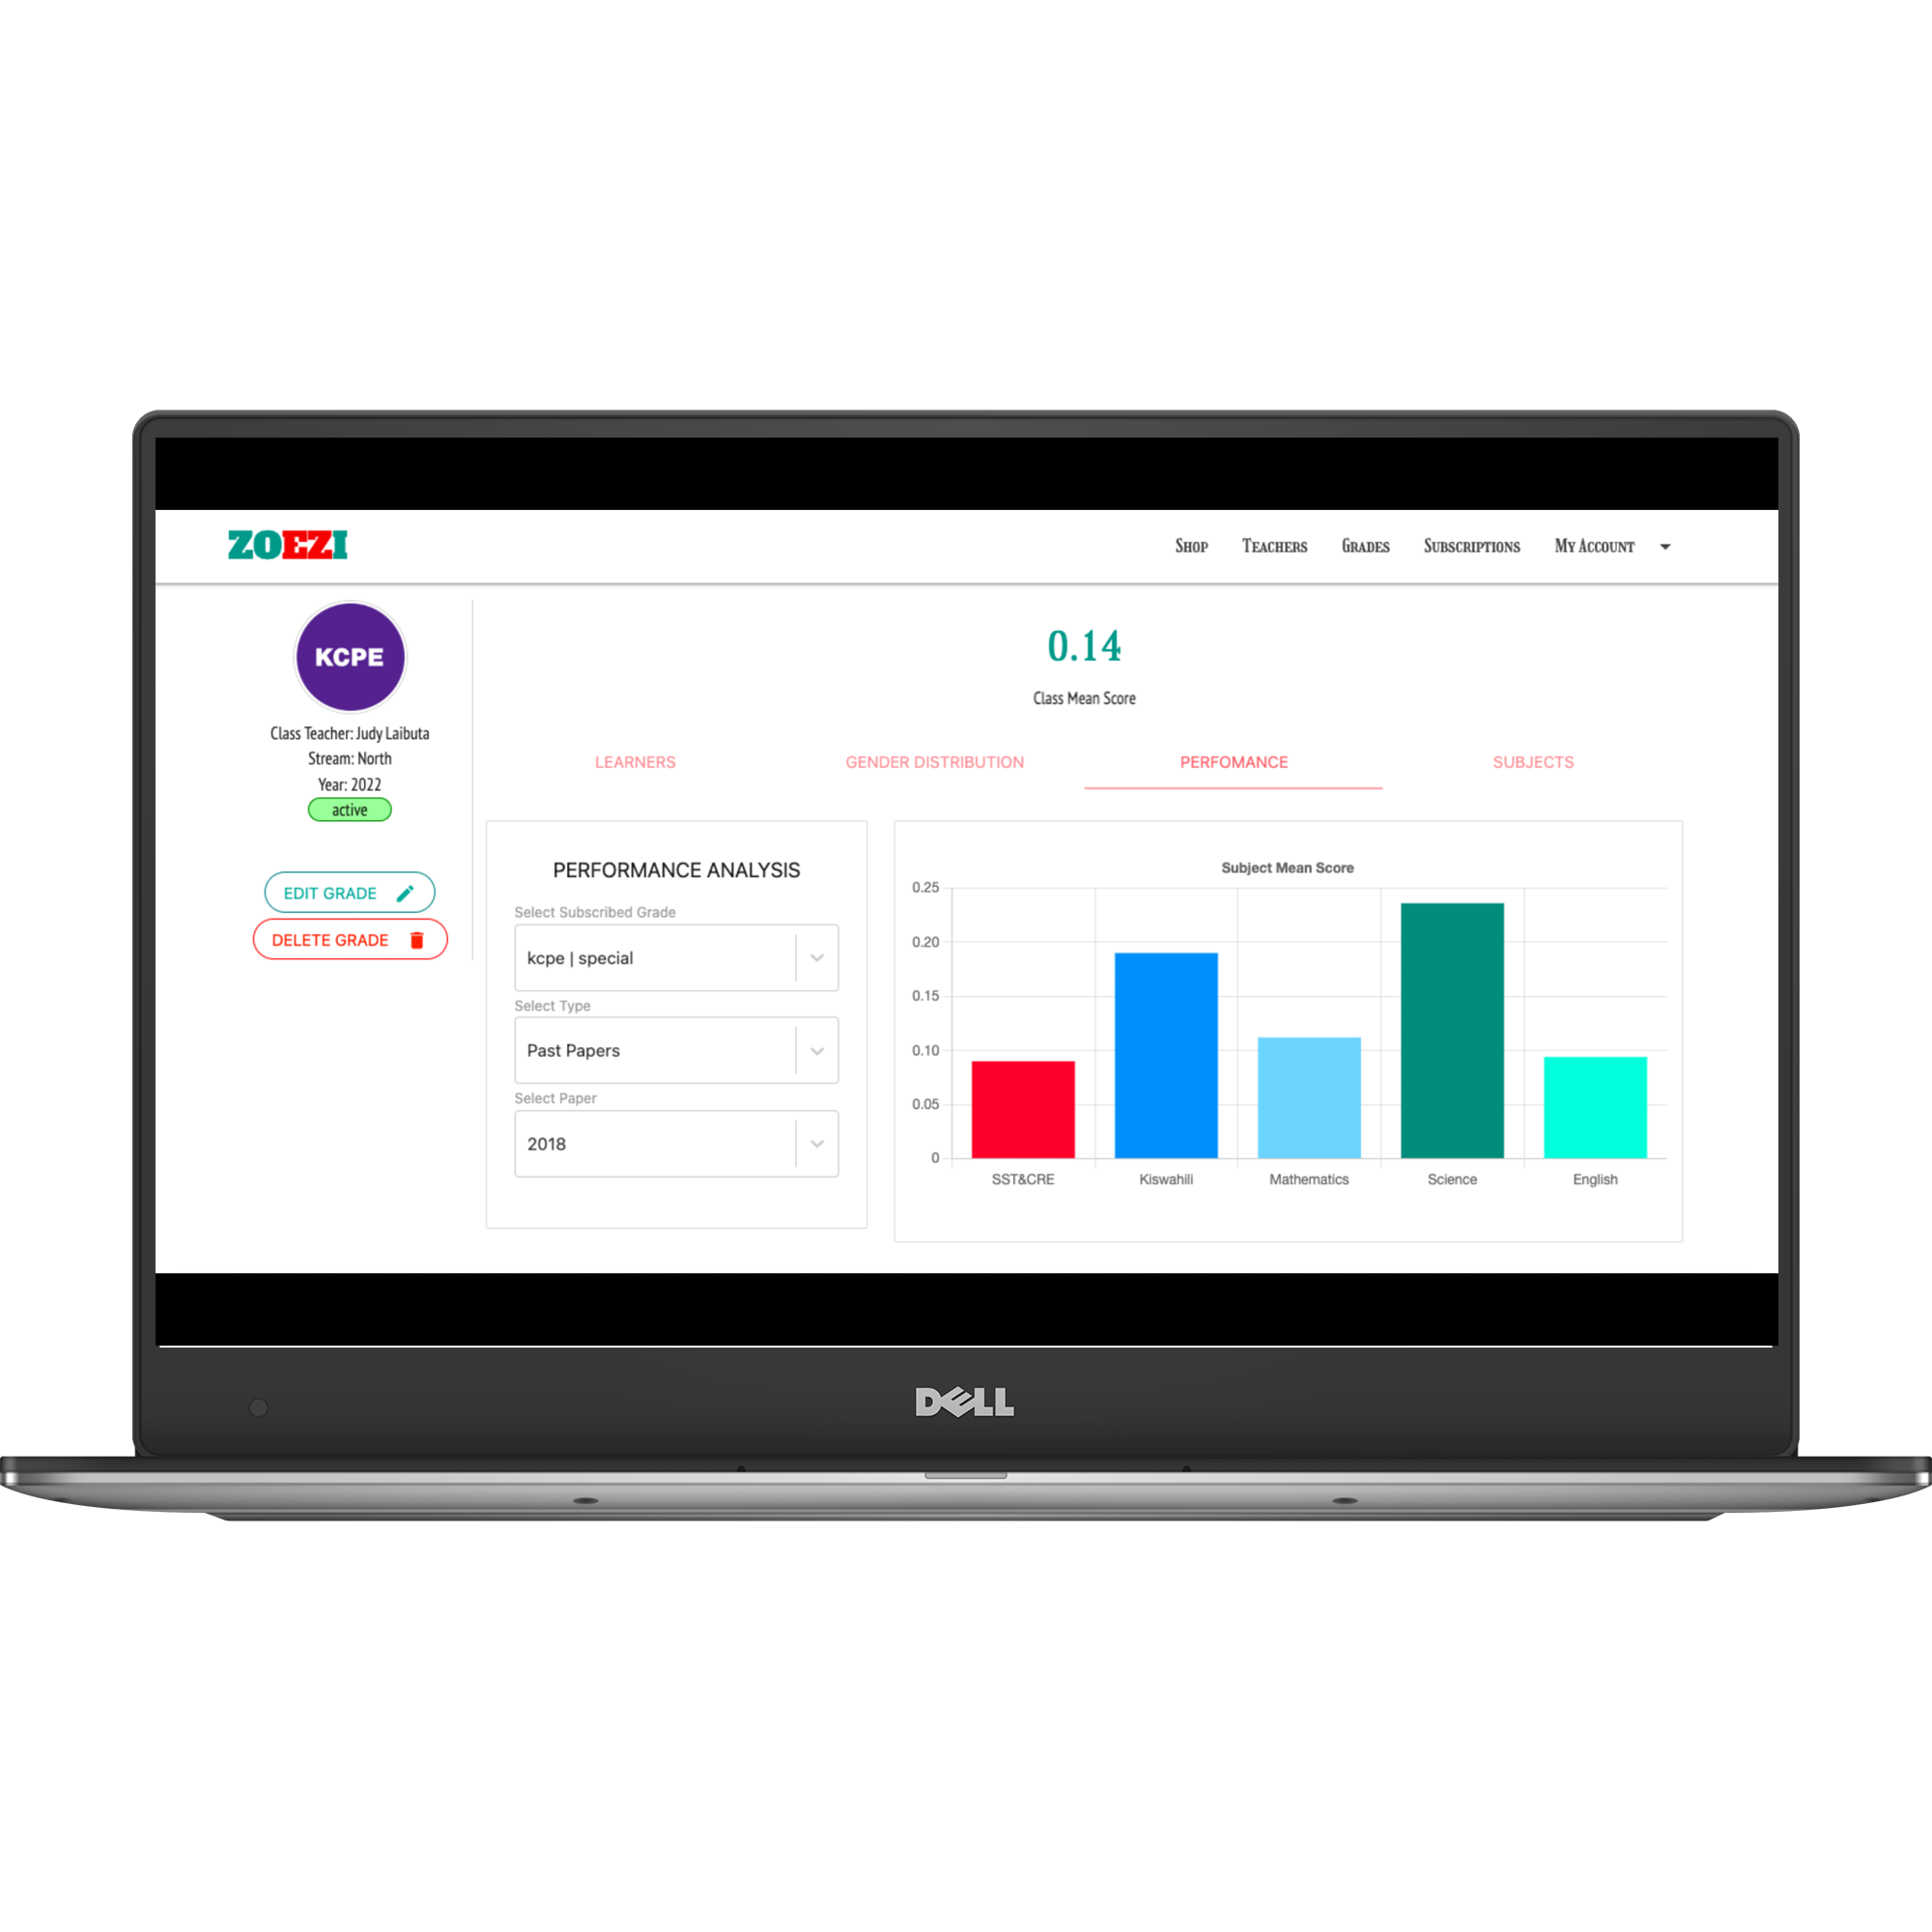 ZOEZI
Shop Teachers Grades Subscriptions My Account
KCPE
Class Teacher: Judy Laibuta
Stream: North
Year: 2022
active
EDIT GRADE
DELETE GRADE
0.14
Class Mean Score
LEARNERS GENDER DISTRIBUTION PERFOMANCE SUBJECTS
PERFORMANCE ANALYSIS
Select Subscribed Grade
kcpe | special
Select Type
Past Papers
Select Paper
2018
Subject Mean Score
0.25
0.20
0.15
0.10
0.05
0
SST&CRE Kiswahili Mathematics Science English
DELL